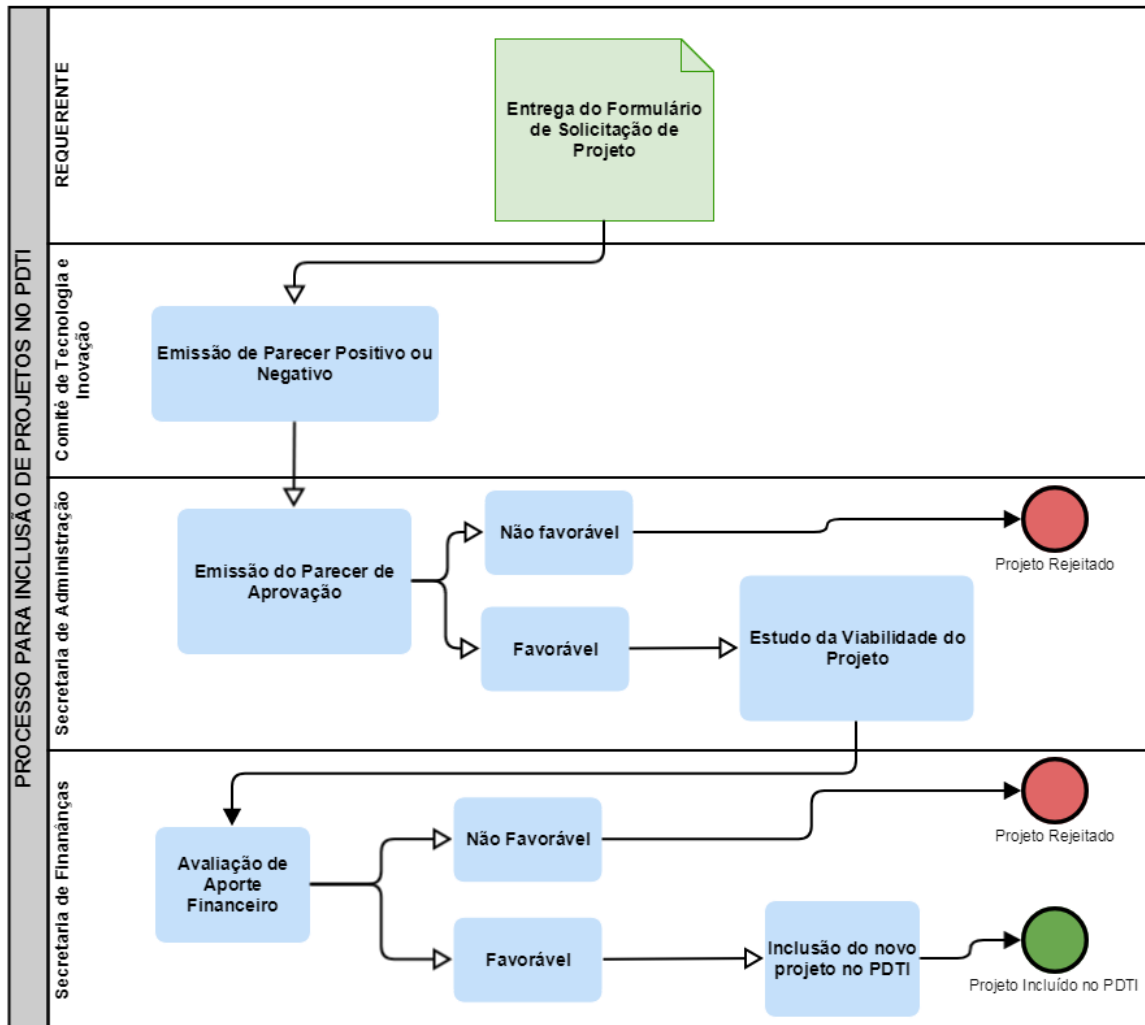 PROCESSO PARA INCLUSÃO DE PROJETOS NO PDTI
REQUERENTE
Entrega do Formulário
de Solicitação de
Projeto
Comitê de Tecnologia e
Inovação
Emissão de Parecer Positivo ou
Negativo
Secretaria de Administração
Emissão do Parecer de
Aprovação
Não favorável
Favorável
Estudo da Viabilidade do
Projeto
Projeto Rejeitado
Secretaria de Finananças
Avaliação de
Aporte
Financeiro
Não Favorável
Projeto Rejeitado
Favorável
Inclusão do novo
projeto no PDTI
Projeto Incluído no PDTI